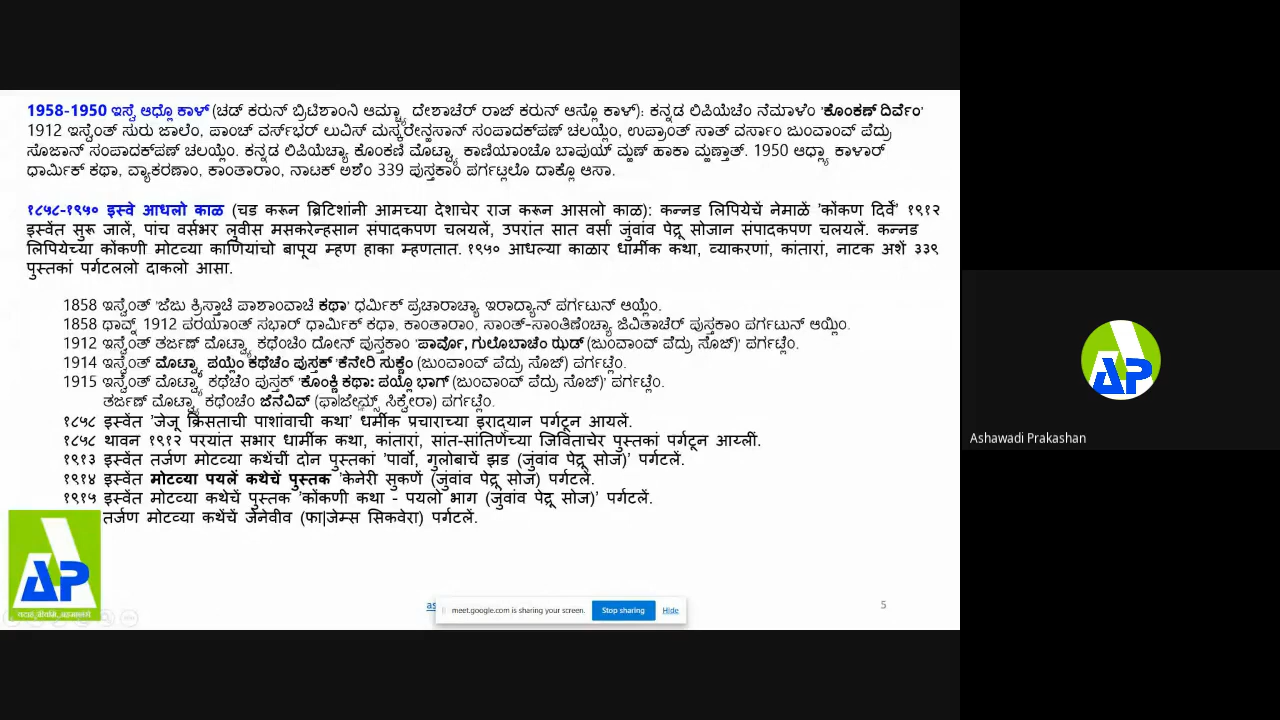 1958-1950 ಇಸ್ವೆ ಆಧ್ಲೊ ಕಾಳ್ (ಚಡ್ ಕರುನ್ ಬ್ರಿಟಿಶಾಂನಿ ಆಮ್ಚ್ಯಾ ದೇಶಾಚೆರ್ ರಾಜ್ ಕರುನ್ ಆಸ್ಲೊ ಕಾಳ್): ಕನ್ನಡ ಲಿಪಿಯೆಚೆಂ ನೆಮಾಳೆಂ 'ಕೊಂಕಣ್ ದಿರ್ವೆಂ'
1912 ಇಸ್ವೆಂತ್ ಸುರು ಜಾಲೆಂ, ಪಾಂಚ್ ವರ್ಸ್‌ಭರ್ ಲುವಿಸ್ ಮಸ್ಕರೇನ್ಹಸಾನ್ ಸಂಪಾದಕ್‌ಪಣ್ ಚಲಯ್ಲೆಂ, ಉಪ್ರಾಂತ್ ಸಾತ್ ವರ್ಸಾಂ ಜುಂವಾಂವ್ ಪೆದ್ರು
ಸೊಜಾನ್ ಸಂಪಾದಕ್‌ಪಣ್ ಚಲಯ್ಲೆಂ. ಕನ್ನಡ ಲಿಪಿಯೆಚ್ಯಾ ಕೊಂಕಣಿ ಮೊಟ್ವ್ಯಾ ಕಾಣಿಯಾಂಚೊ ಬಾಪುಯ್ ಮ್ಹಣ್ ಹಾಕಾ ಮ್ಹಣ್ತಾತ್. 1950 ಆಧ್ಲ್ಯಾ ಕಾಳಾರ್
ಧಾರ್ಮಿಕ್ ಕಥಾ, ವ್ಯಾಕರಣಾಂ, ಕಾಂತಾರಾಂ, ನಾಟಕ್ ಅಶೆಂ 339 ಪುಸ್ತಕಾಂ ಪರ್ಗಟ್ಲಲೊ ದಾಕ್ಲೊ ಆಸಾ.
१८५८-१९५० इस्वे आधलो काळ (चड करून ब्रिटिशांनी आमच्या देशाचेर राज करून आसलो काळ): कन्नड लिपियेचें नेमाळें 'कोंकण दिर्वें' १९१२
इस्वेंत सुरू जालें, पांच वर्सभर लुवीस मसकरेन्हसान संपादकपण चलयलें, उपरांत सात वर्सां जुंवांव पेद्रू सोजान संपादकपण चलयलें. कन्नड
लिपियेच्या कोंकणी मोटव्या काणियांचो बापूय म्हण हाका म्हणतात. १९५० आधल्या काळार धार्मीक कथा, व्याकरणां, कांतारां, नाटक अशें ३३९
पुस्तकां पर्गटललो दाकलो आसा.
1858 ಇಸ್ವೆಂತ್ 'ಜೆಜು ಕ್ರಿಸ್ತಾಚೆ ಪಾಶಾಂವಾಚೆ ಕಥಾ' ಧರ್ಮಿಕ್ ಪ್ರಚಾರಾಚ್ಯಾ ಇರಾದ್ಯಾನ್ ಪರ್ಗಟುನ್ ಆಯ್ಲೆಂ.
1858 ಥಾವ್ನ್ 1912 ಪರಯಾಂತ್ ಸಭಾರ್ ಧಾರ್ಮಿಕ್ ಕಥಾ, ಕಾಂತಾರಾಂ, ಸಾಂತ್-ಸಾಂತಿಣೆಂಚ್ಯಾ ಜಿವಿತಾಚೆರ್ ಪುಸ್ತಕಾಂ ಪರ್ಗಟುನ್ ಆಯ್ಲಿಂ.
1912 ಇಸ್ವೆಂತ್ ತರ್ಜಣ್ ಮೊಟ್ವ್ಯಾ ಕಥೆಂಚೆಂ ದೋನ್ ಪುಸ್ತಕಾಂ 'ಪಾರ್ವೊ, ಗುಲೊಬಾಚೆಂ ಝಡ್ (ಜುಂವಾಂವ್ ಪೆದ್ರು ಸೊಜ್)' ಪರ್ಗಟ್ಲೆಂ.
1914 ಇಸ್ವೆಂತ್ ಮೊಟ್ವ್ಯಾ ಪಯ್ಲೆಂ ಕಥೆಚೆಂ ಪುಸ್ತಕ್ 'ಕೆನೇರಿ ಸುಕ್ಣೆಂ (ಜುಂವಾಂವ್ ಪೆದ್ರು ಸೊಜ್) ಪರ್ಗಟ್ಲೆಂ.
1915 ಇಸ್ವೆಂತ್ ಮೊಟ್ವ್ಯಾ ಕಥೆಚೆಂ ಪುಸ್ತಕ್ 'ಕೊಂಕ್ಣಿ ಕಥಾ: ಪಯ್ಲೊ ಭಾಗ್ (ಜುಂವಾಂವ್ ಪೆದ್ರು ಸೊಜ್)' ಪರ್ಗಟ್ಲೆಂ.
ತರ್ಜಣ್ ಮೊಟ್ವ್ಯಾ ಕಥೆಂಚೆಂ ಜೆನೆವಿವ್ (ಫಾ|ಜೇಮ್ಸ್ ಸಿಕ್ವೇರಾ) ಪರ್ಗಟ್ಲೆಂ.
१८५८ इस्वेंत 'जेजू क्रिसताची पाशांवाची कथा' धर्मीक प्रचाराच्या इराद्यान पर्गटून आयलें.
१८५८ थावन १९१२ परयांत सभार धार्मीक कथा, कांतारां, सांत-सांतिणेंच्या जिविताचेर पुस्तकां पर्गटून आय्लीं.
१९१३ इस्वेंत तर्जण मोटव्या कथेंचीं दोन पुस्तकां 'पार्वो, गुलोबाचें झड (जुंवांव पेद्रू सोज)' पर्गटलें.
१९१४ इस्वेंत मोटव्या पयलें कथेचें पुस्तक 'केनेरी सुकणें (जुंवांव पेद्रू सोज) पर्गटलें.
१९१५ इस्वेंत मोटव्या कथेचें पुस्तक 'कोंकणी कथा - पयलो भाग (जुंवांव पेद्रू सोज)' पर्गटलें.
तर्जण मोटव्या कथेंचें जेनेवीव (फा|जेम्स सिकवेरा) पर्गटलें.
AP
as
meet.google.com is sharing your screen. Stop sharing Hide
5
AP
Ashawadi Prakashan